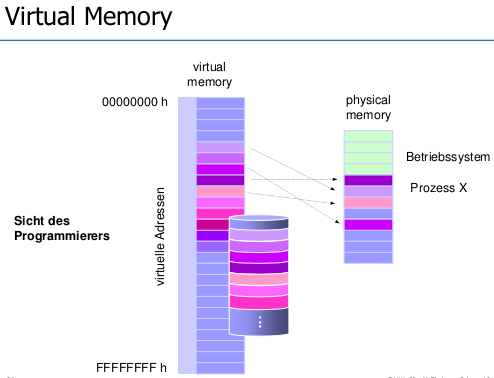 Virtual Memory
virtual
memory
00000000 h
physical
memory
Betriebssystem
Prozess X
virtuelle Adressen
Sicht des
Programmierers
FFFFFFFF h